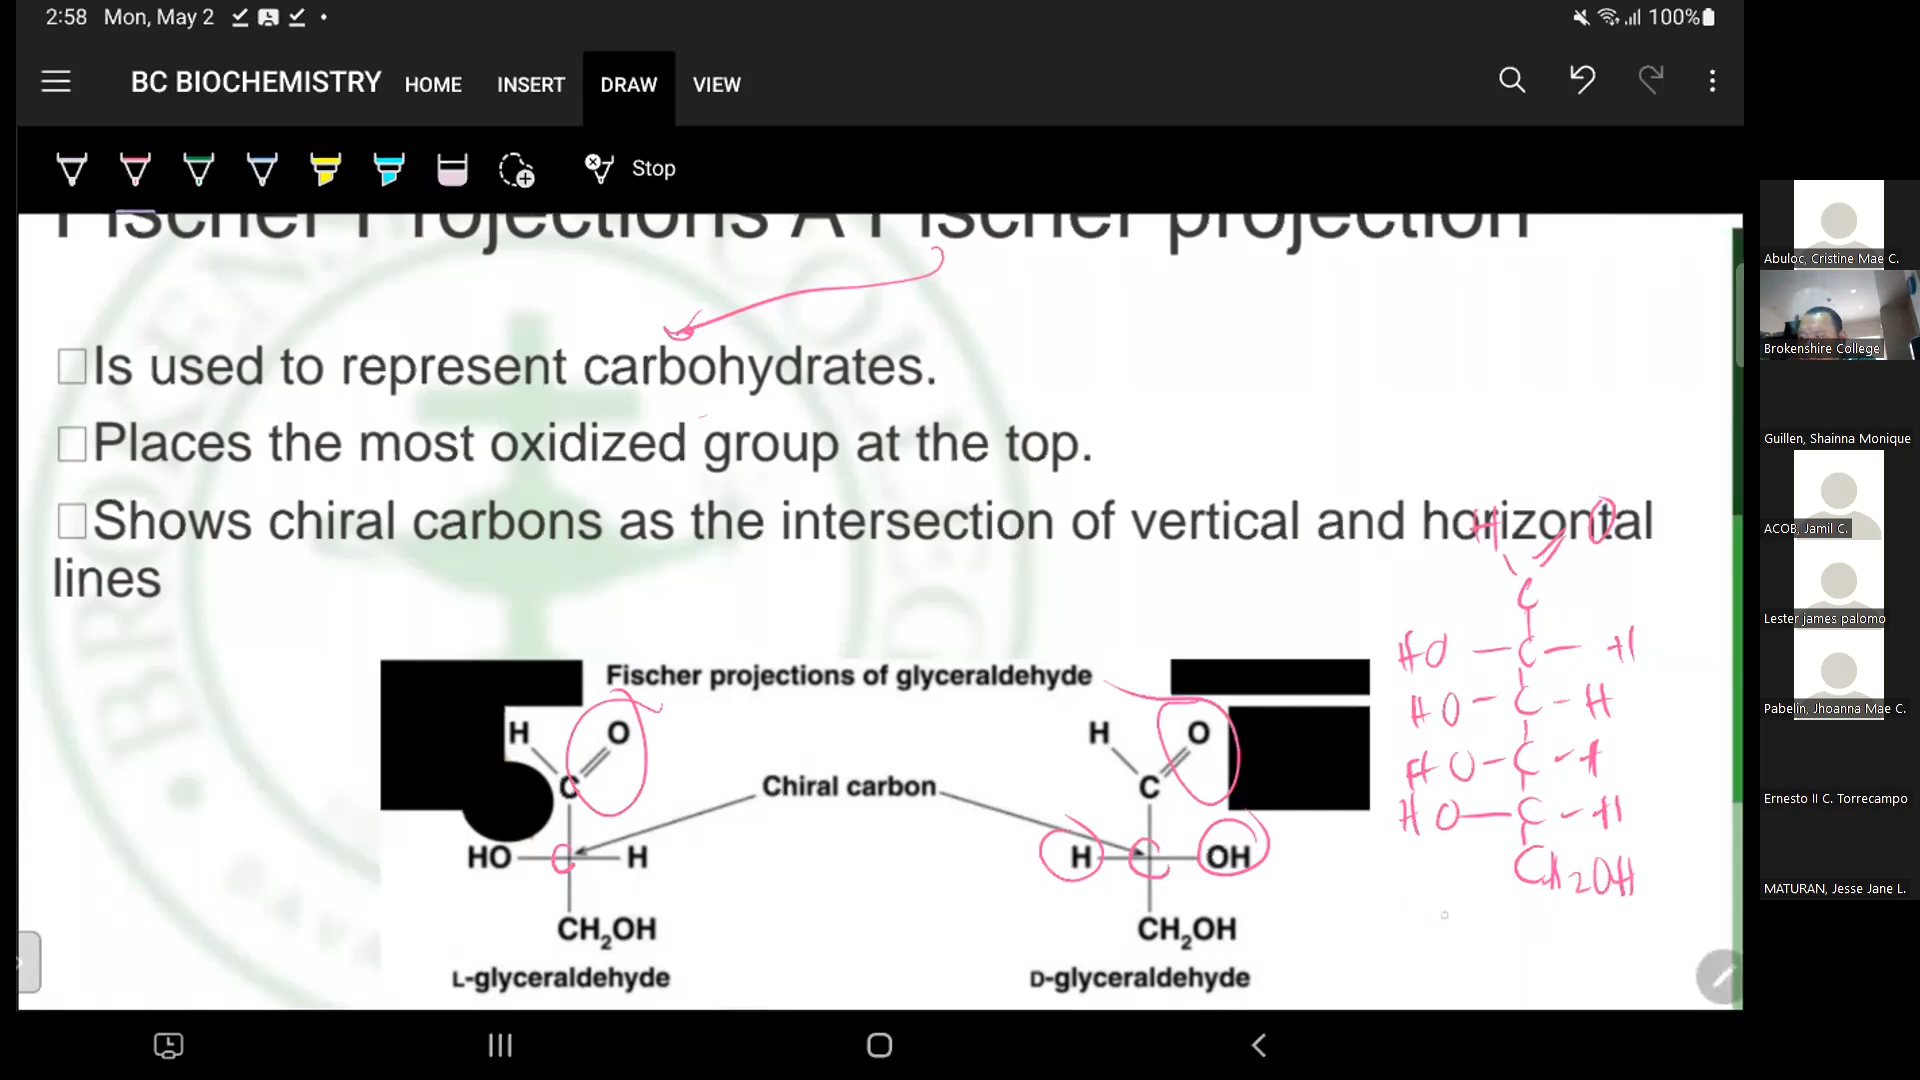 2:58 Mon, May 2
100%
BC BIOCHEMISTRY HOME INSERT DRAW VIEW
Stop
Fischer Projections A Fischer projection
Is used to represent carbohydrates.
Places the most oxidized group at the top.
Shows chiral carbons as the intersection of vertical and horizontal
lines
Fischer projections of glyceraldehyde
H O
C
Chiral carbon
HO C H
CH₂OH
L-glyceraldehyde
H O
C
H C OH
CH₂OH
D-glyceraldehyde
H O
C
HO - C - H
HO - C - H
HO - C - H
HO - C - H
CH₂OH
Abuloc, Cristine Mae C.
Brokenshire College
Guillen, Shainna Monique
ACOB, Jamil C.
Lester james palomo
Pabelin, Jhoanna Mae C.
Ernesto II C. Torrecampo
MATURAN, Jesse Jane L.